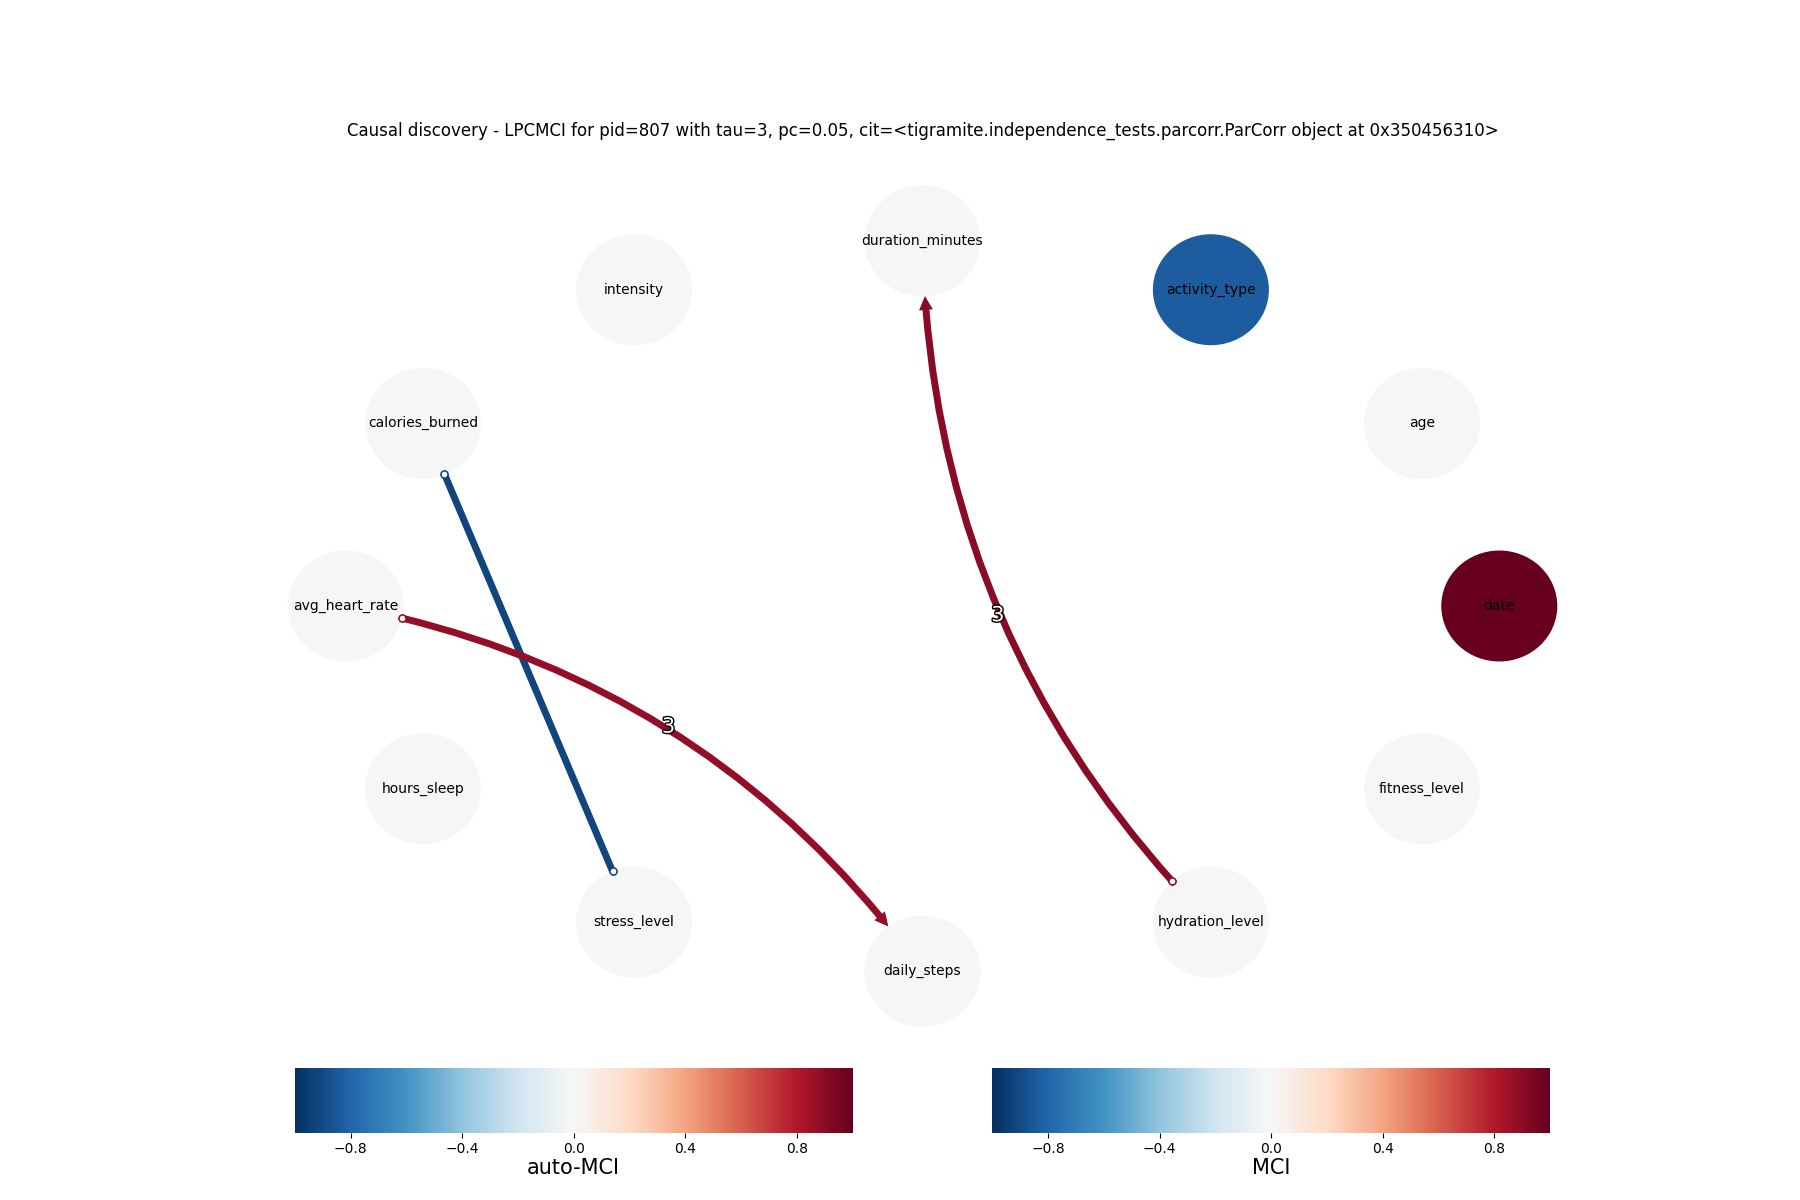 Causal discovery - LPCMCI for pid=807 with tau=3, pc=0.05, cit=<tigramite.independence_tests.parcorr.ParCorr object at 0x350456310>
duration_minutes
intensity
activity_type
calories_burned
age
avg_heart_rate
date
3
3
hours_sleep
fitness_level
stress_level
hydration_level
daily_steps
−0.8 −0.4 0.0 0.4 0.8
auto-MCI
−0.8 −0.4 0.0 0.4 0.8
MCI